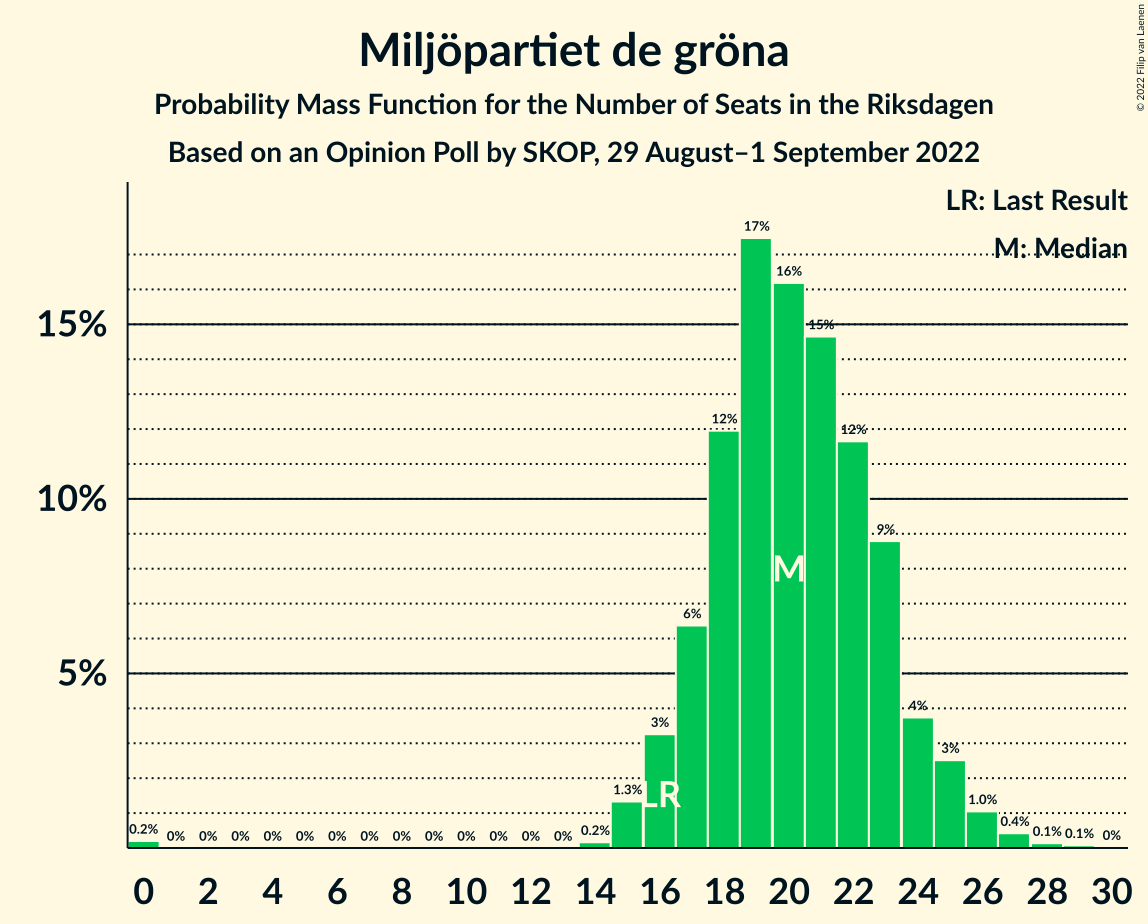 Miljöpartiet de gröna
Probability Mass Function for the Number of Seats in the Riksdagen
Based on an Opinion Poll by SKOP, 29 August–1 September 2022
© 2022 Filip van Laenen
LR: Last Result
M: Median
15%
10%
5%
0.2% 0% 0% 0% 0% 0% 0% 0% 0% 0% 0% 0% 0% 0% 0.2% 1.3% 3% 6% 12% 17% 16% 15% 12% 9% 4% 3% 1.0% 0.4% 0.1% 0.1% 0%
LR
M
0 2 4 6 8 10 12 14 16 18 20 22 24 26 28 30